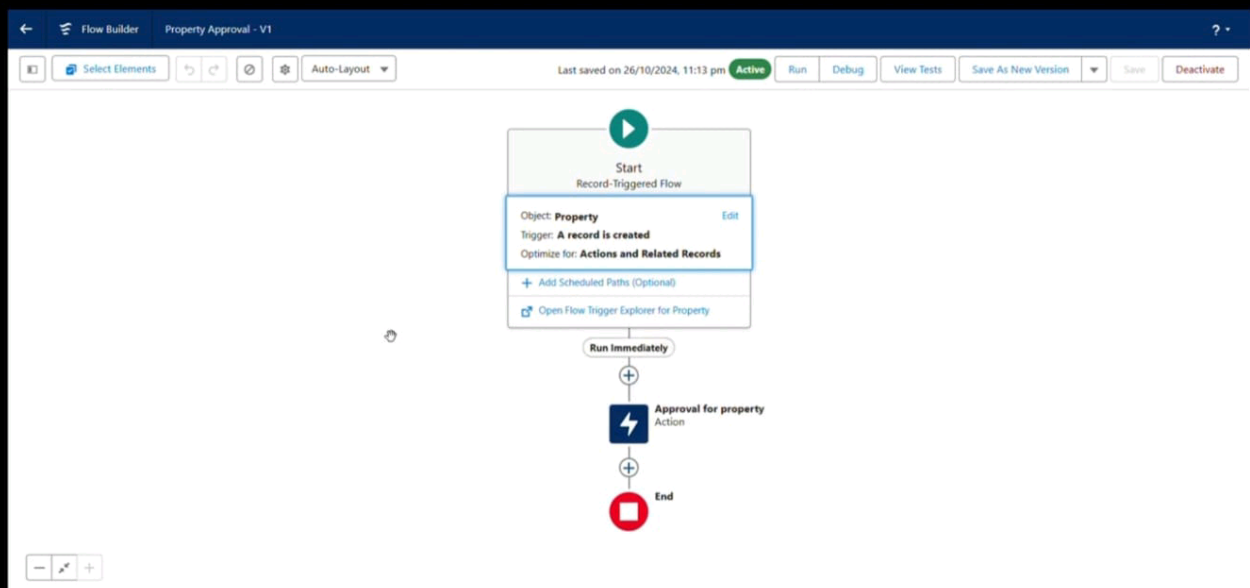 Flow Builder
Property Approval - V1
?
Select Elements
Auto-Layout
Last saved on 26/10/2024, 11:13 pm
Active
Run
Debug
View Tests
Save As New Version
Save
Deactivate
Start
Record-Triggered Flow
Object: Property
Edit
Trigger: A record is created
Optimize for: Actions and Related Records
+ Add Scheduled Paths (Optional)
Open Flow Trigger Explorer for Property
Run Immediately
Approval for property
Action
End